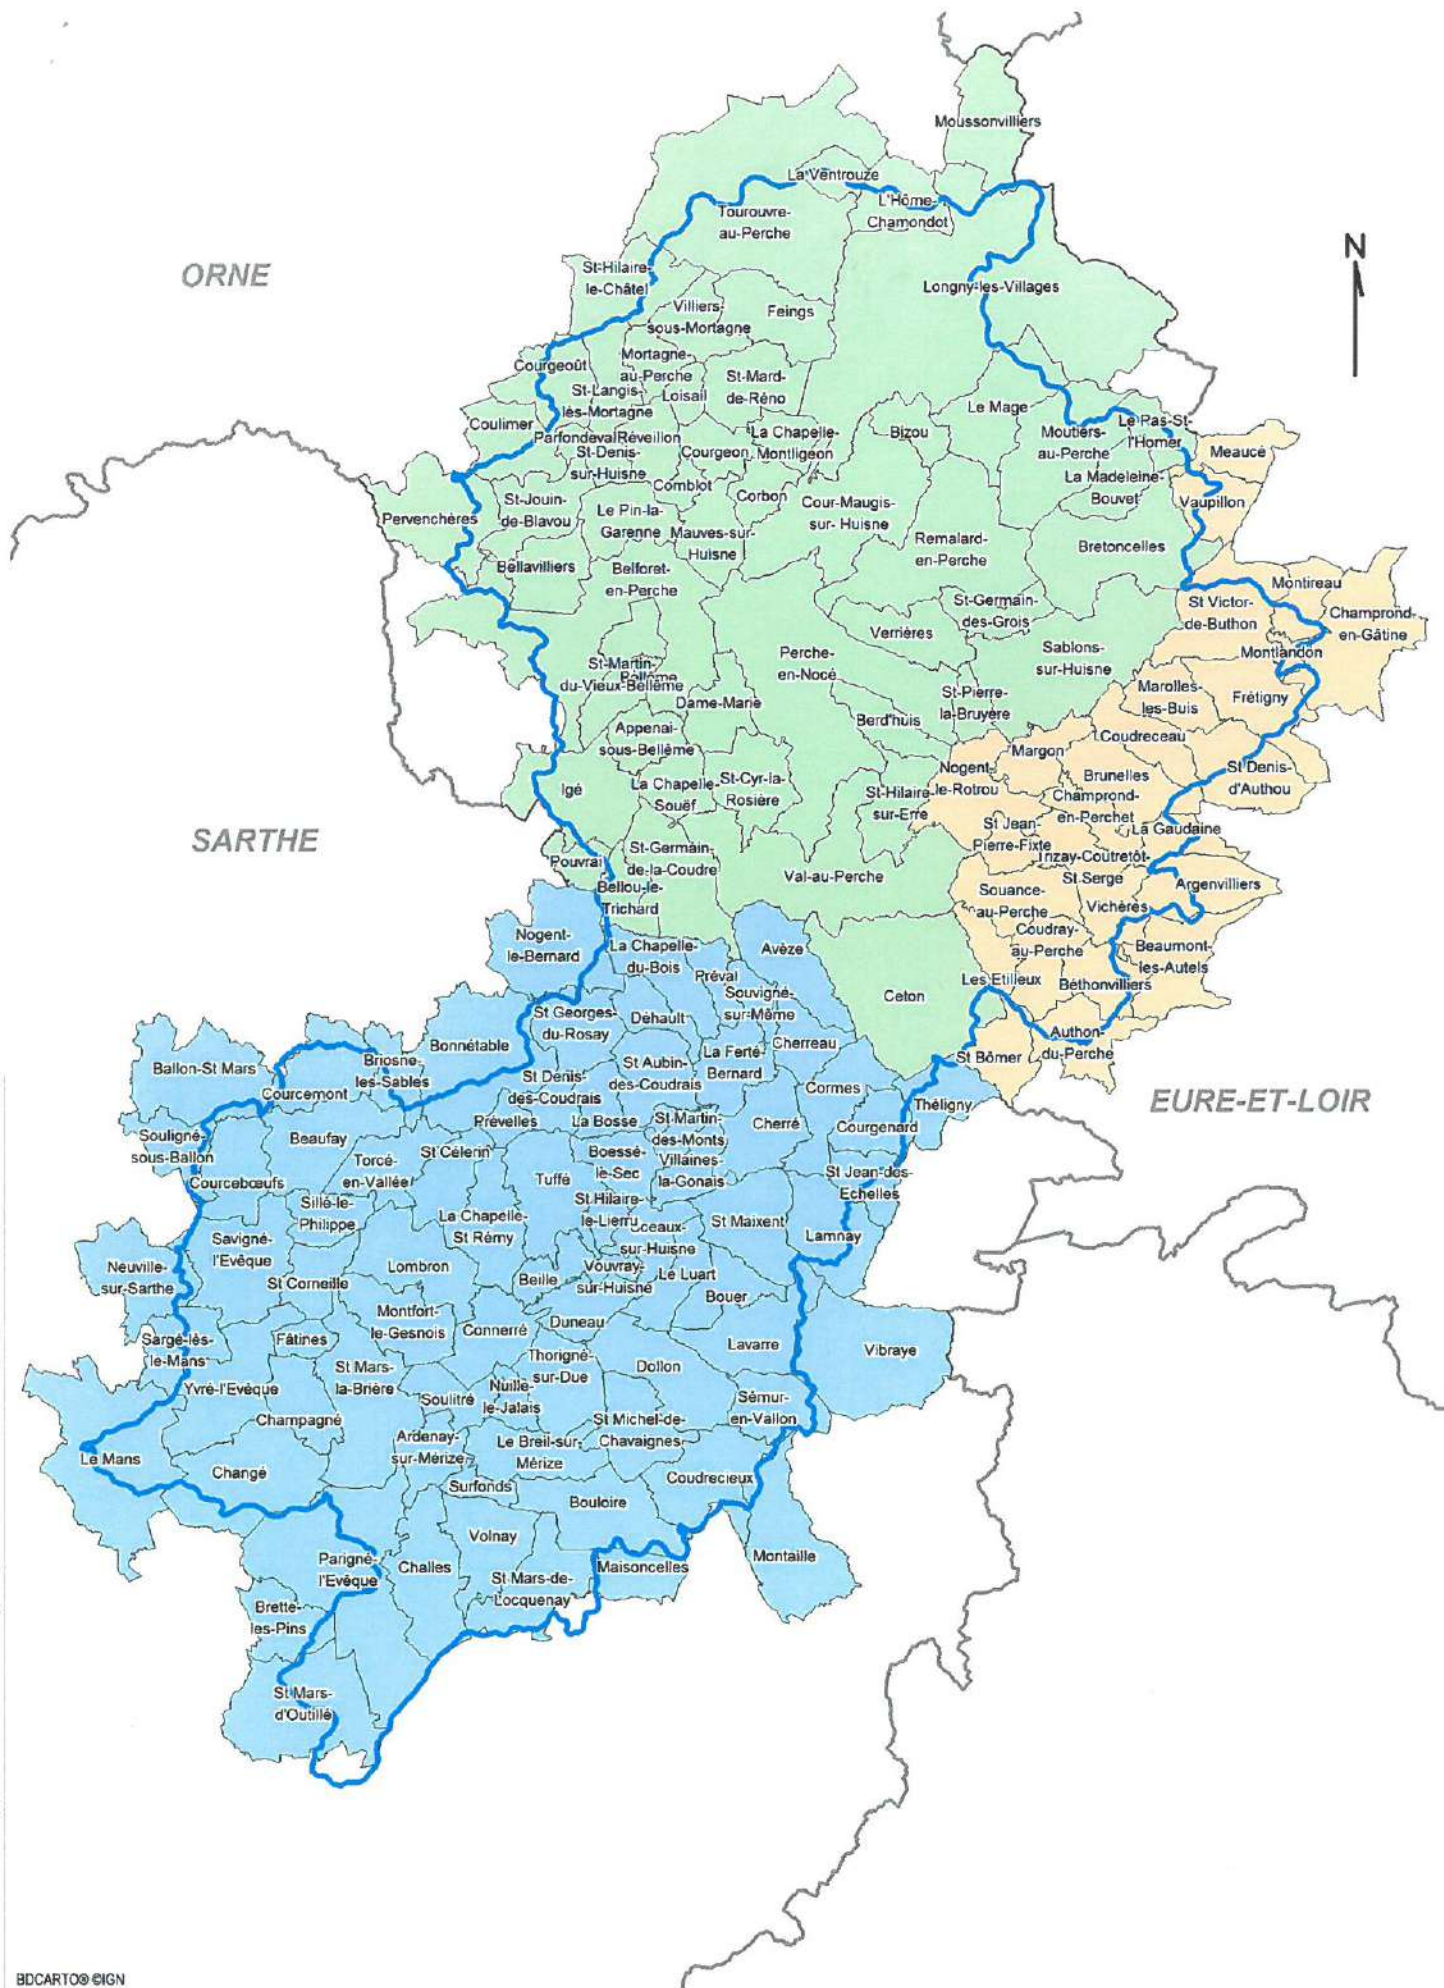 Moussonvilliers
La Ventrouze
L'Hôme-
Chamondot
Tourouvre-
au-Perche
ORNE
N
St-Hilaire-
le-Châtel
Longny-les-Villages
Villiers-
sous-Mortagne
Feings
Courgeoût
Mortagne-
au-Perche
St-Langis-
lès-Mortagne
Loisail
St-Mard-
de-Réno
Le Mage
Coulimer
Parfondeval
Réveillon
St-Denis-
sur-Huisne
Courgeon
La Chapelle-
Montligeon
Bizou
Moutiers-
au-Perche
Le Pas-St-
l'Homer
Meaucé
Comblot
Corbon
La Madeleine-
Bouvet
Vaupillon
Pervenchères
St-Jouin-
de-Blavou
Le Pin-la-
Garenne
Mauves-sur-
Huisne
Cour-Maugis-
sur- Huisne
Remalard-
en-Perche
Bretoncelles
Bellavilliers
Belforet-
en-Perche
Montireau
St-Germain-
des-Grois
St Victor-
de-Buthon
Champrond-
en-Gâtine
Verrières
Sablons-
sur-Huisne
Montlandon
Perche-
en-Nocé
St-Martin-
du-Vieux-Bellême
Bellême
Dame-Marie
St-Pierre-
la-Bruyère
Marolles-
les-Buis
Frétigny
Berd'huis
Appenai-
sous-Bellême
Margon
Coudreceau
Igé
La Chapelle-
Souëf
St-Cyr-la-
Rosière
St-Hilaire-
sur-Erre
Nogent-
le-Rotrou
Brunelles
St Denis-
d'Authou
Champrond-
en-Perchet
SARTHE
St Jean-
Pierre-Fixte
La Gaudaine
Trizay-Coutretôt-
St Serge
Pouvrai
St-Germain-
de-la-Coudre
Val-au-Perche
Souance-
au-Perche
Argenvilliers
Bellou-le-
Trichard
Vichères
Nogent-
le-Bernard
La Chapelle-
du-Bois
Avèze
Coudray-
au-Perche
Beaumont-
les-Autels
Préval
Souvigné-
sur-Même
Ceton
Les Etilleux
Béthonvilliers
St Georges-
du-Rosay
Déhault
Authon-
du-Perche
Bonnétable
Cherreau
St Bômer
Ballon-St Mars
Briosne-
les-Sables
St Aubin-
des-Coudrais
La Ferté-
Bernard
St Denis-
des-Coudrais
Cormes
Courcemont
Théligny
EURE-ET-LOIR
Souligné-
sous-Ballon
Beaufay
Prévelles
La Bosse
St Martin-
des-Monts
Cherré
Courgenard
Torcé-
en-Vallée
St Célerin
Boessé-
le-Sec
Villaines-
la-Gonais
Courcebœufs
Tuffé
St Jean-des-
Echelles
Sillé-le-
Philippe
St Hilaire-
le-Lierru
La Chapelle-
St Rémy
Sceaux-
sur-Huisne
St Maixent
Savigné-
l'Evêque
Lamnay
Neuville-
sur-Sarthe
St Corneille
Lombron
Beille
Vouvray-
sur-Huisne
Le Luart
Bouer
Montfort-
le-Gesnois
Connerré
Duneau
Sargé-lès-
le-Mans
Fâtines
Lavarre
Vibraye
St Mars-
la-Brière
Thorigné-
sur-Due
Dollon
Yvré-l'Evêque
Soulitré
Nuillé-
le-Jalais
Sémur-
en-Vallon
Champagné
St Michel-de-
Chavaignes
Ardenay-
sur-Mérize
Le Breil-sur-
Mérize
Le Mans
Changé
Coudrecieux
Surfonds
Bouloire
Volnay
Parigné-
l'Evêque
Challes
Maisoncelles
Montaille
St Mars-de-
Locquenay
Brette-
les-Pins
St Mars-
d'Outillé
BDCARTO® ©IGN